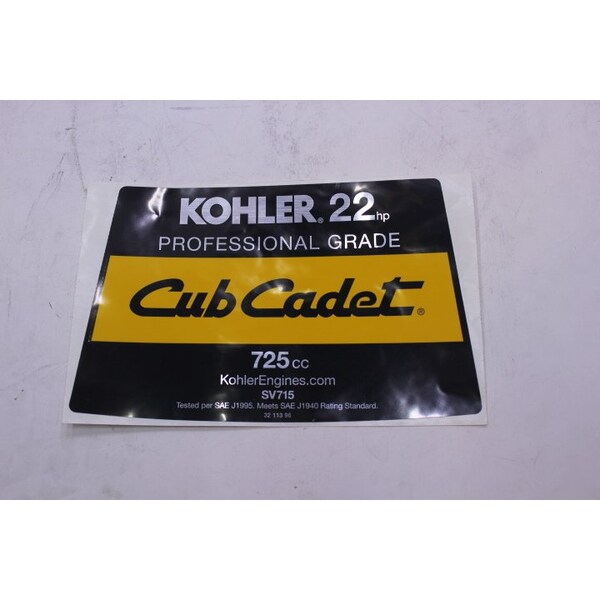 KOHLER® 22hp
PROFESSIONAL GRADE
Cub Cadet®
725cc
KohlerEngines.com
SV715
Tested per SAE J1995. Meets SAE J1940 Rating Standard.